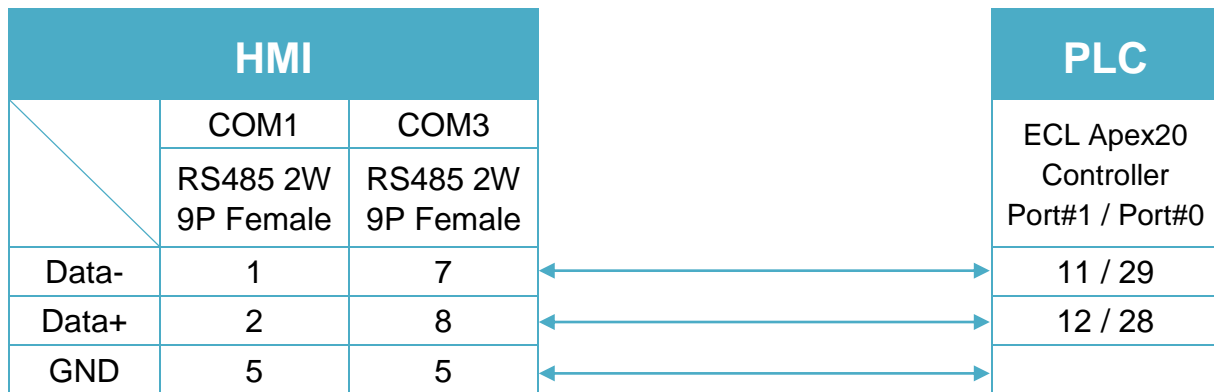 HMI PLC
COM1 COM3
ECL Apex20
Controller
Port#1 / Port#0
RS485 2W RS485 2W
9P Female 9P Female
Data- 1 7 11 / 29
Data+ 2 8 12 / 28
GND 5 5